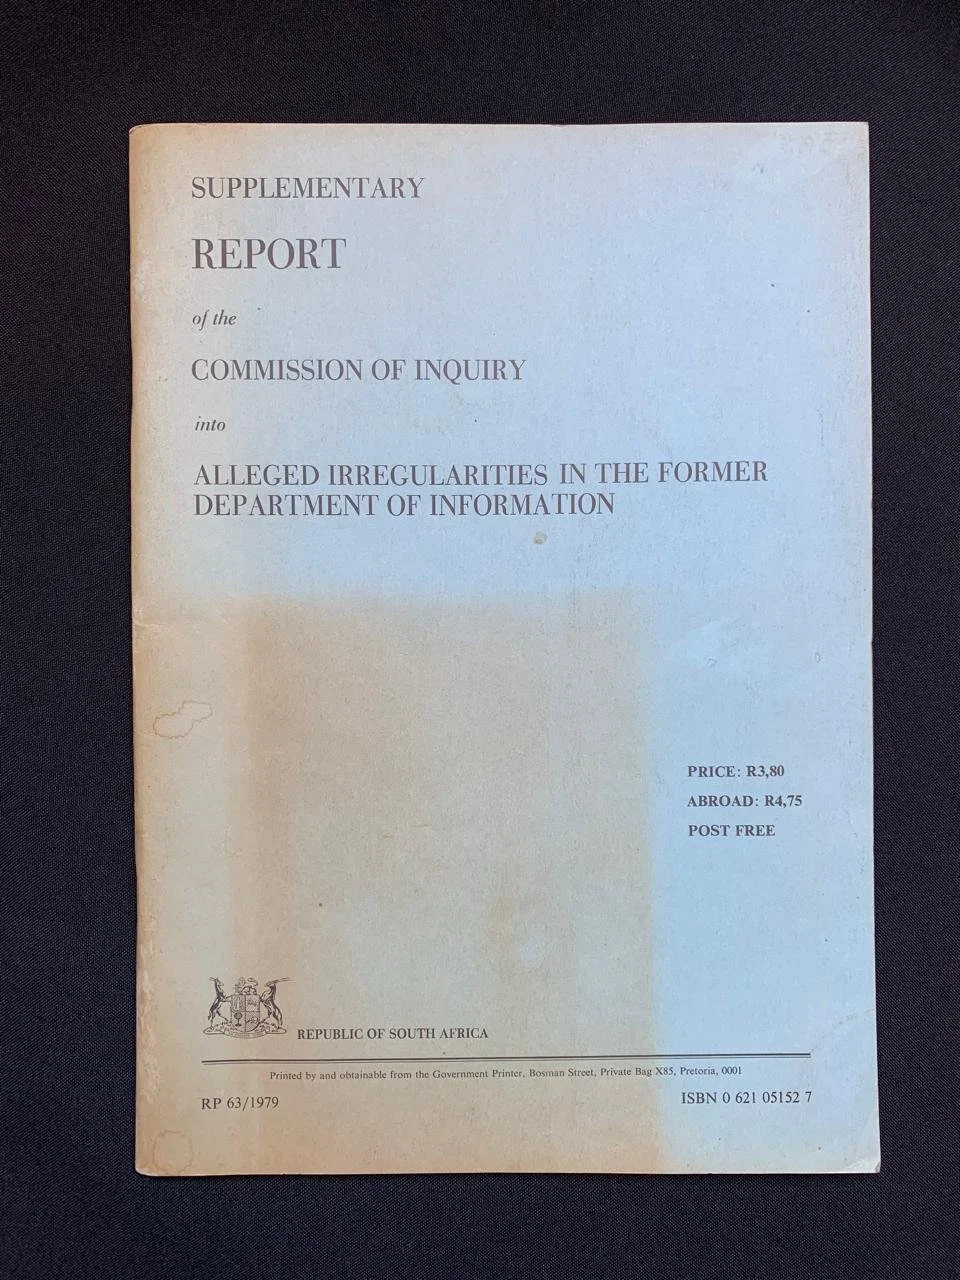 SUPPLEMENTARY
REPORT
of the
COMMISSION OF INQUIRY
into
ALLEGED IRREGULARITIES IN THE FORMER
DEPARTMENT OF INFORMATION
PRICE: R3,80
ABROAD: R4,75
POST FREE
REPUBLIC OF SOUTH AFRICA
Printed by and obtainable from the Government Printer, Bosman Street, Private Bag X85, Pretoria, 0001
RP 63/1979
ISBN 0 621 05152 7